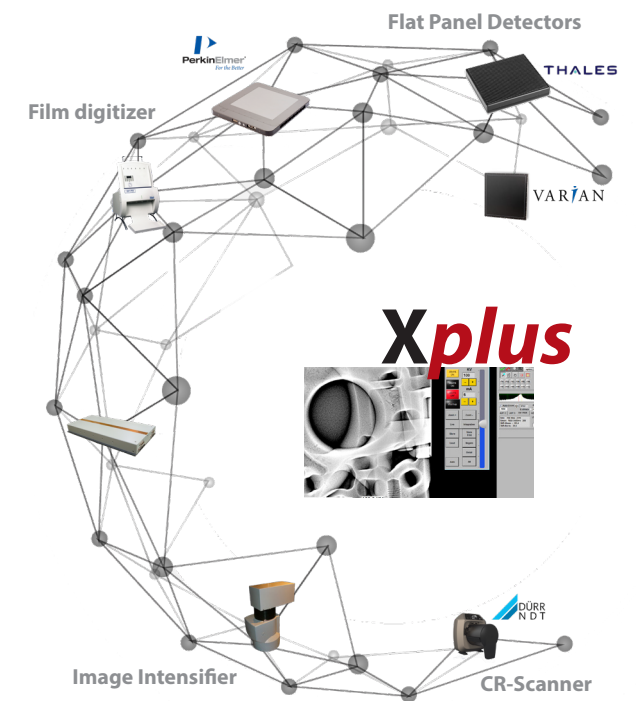 Flat Panel Detectors
PerkinElmer
For the Better
THALES
Film digitizer
VARIAN
Xplus
Image Intensifier
DÜRR
NDT
CR-Scanner